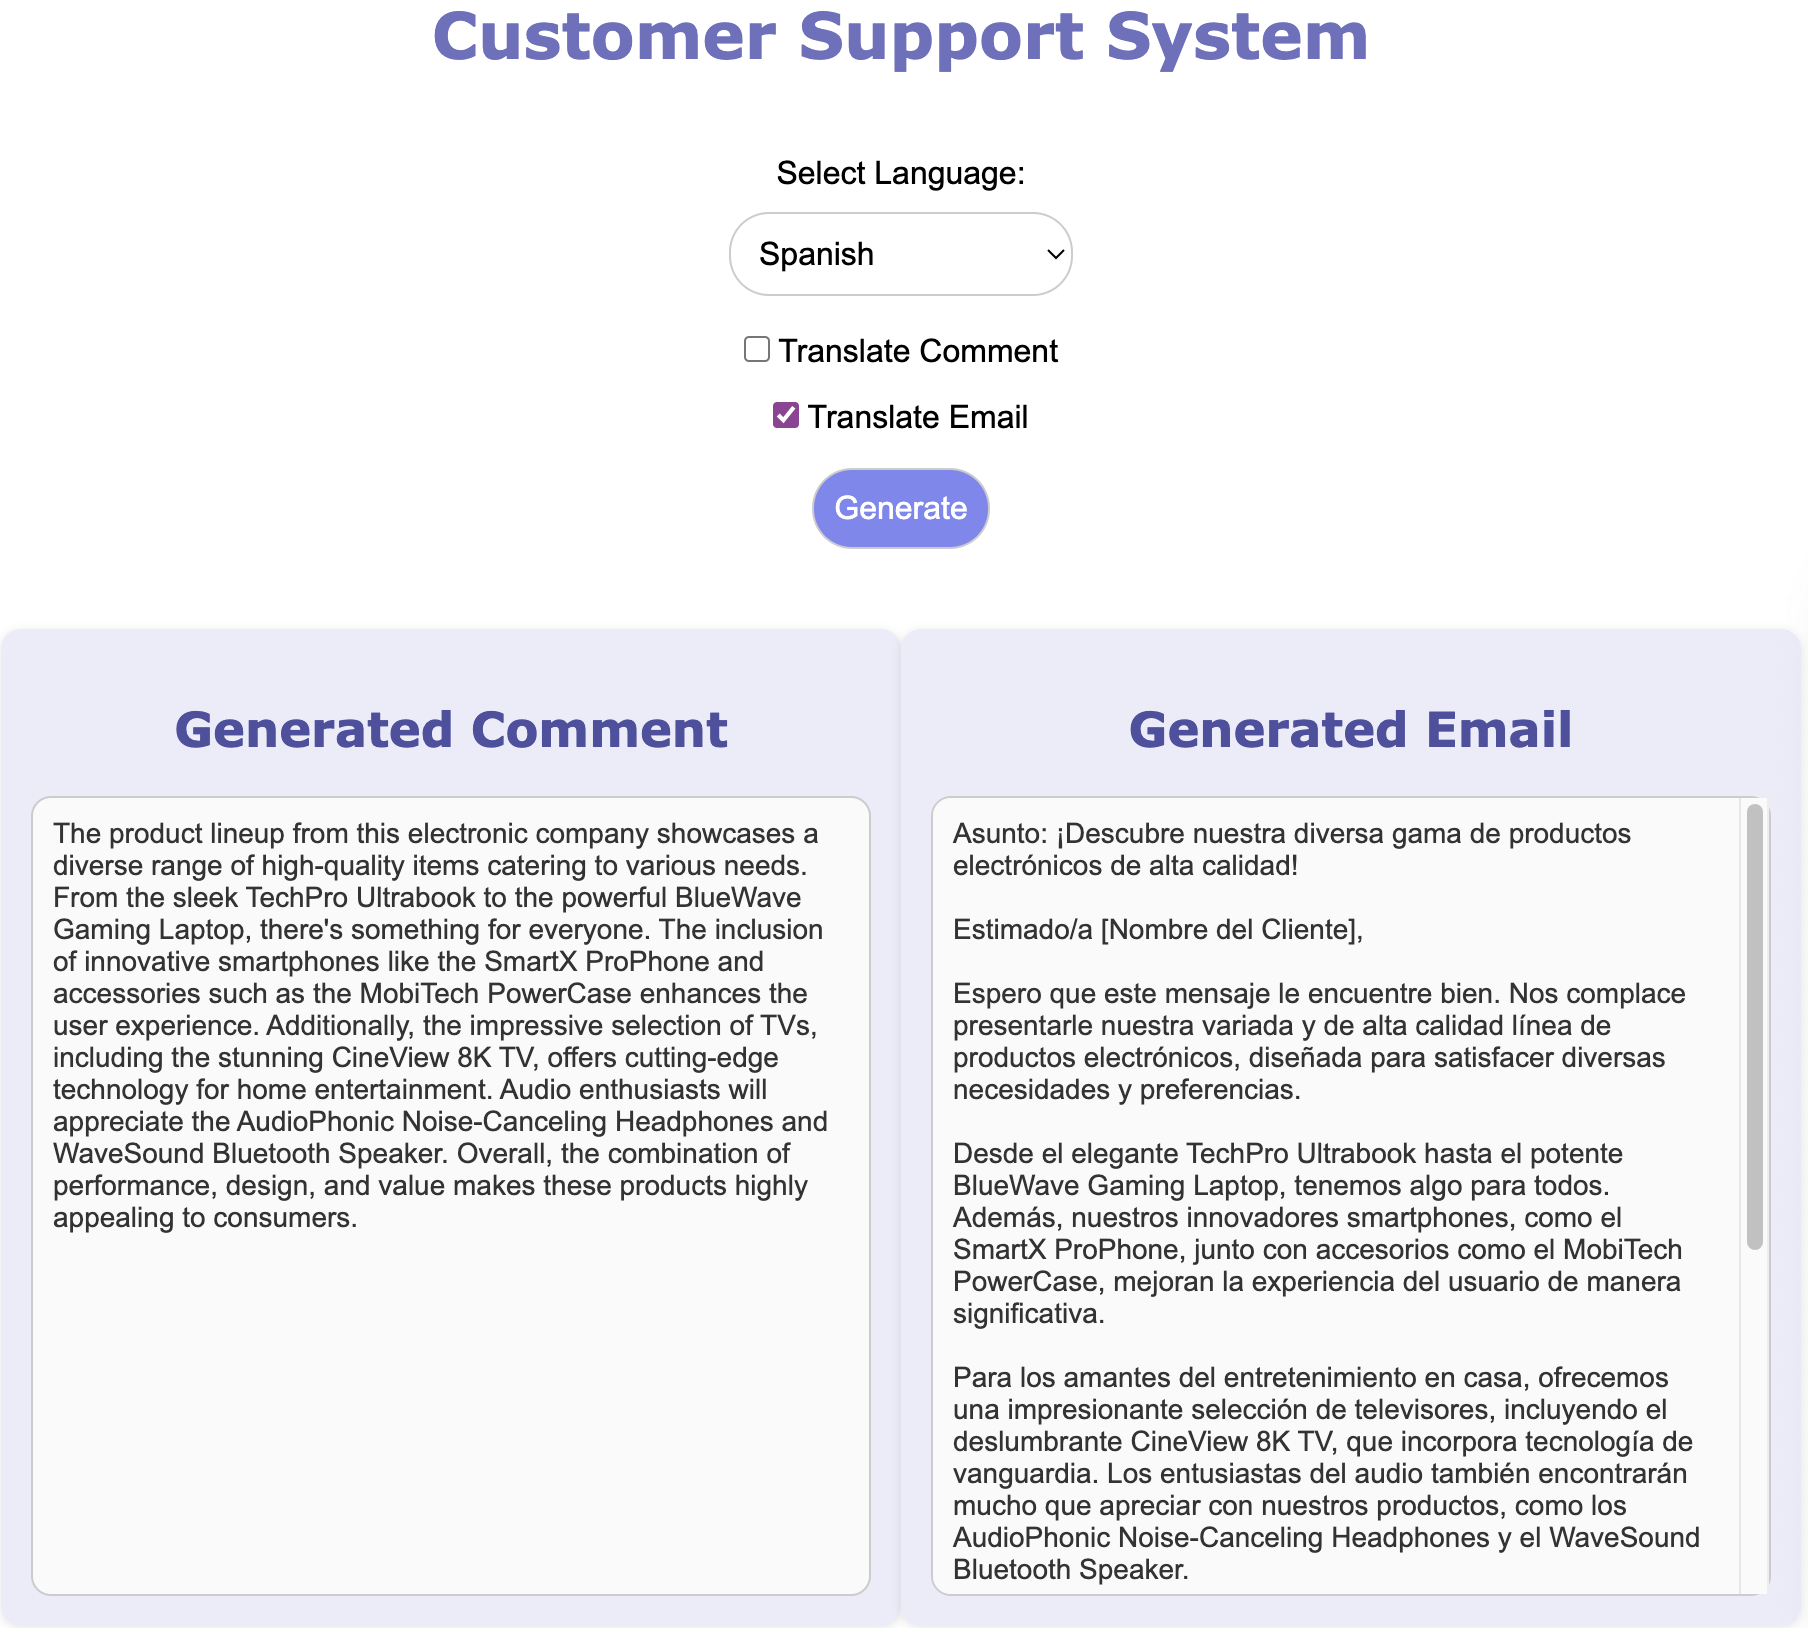 Customer Support System
Select Language:
Spanish
Translate Comment
Translate Email
Generate
Generated Comment
The product lineup from this electronic company showcases a
diverse range of high-quality items catering to various needs.
From the sleek TechPro Ultrabook to the powerful BlueWave
Gaming Laptop, there's something for everyone. The inclusion
of innovative smartphones like the SmartX ProPhone and
accessories such as the MobiTech PowerCase enhances the
user experience. Additionally, the impressive selection of TVs,
including the stunning CineView 8K TV, offers cutting-edge
technology for home entertainment. Audio enthusiasts will
appreciate the AudioPhonic Noise-Canceling Headphones and
WaveSound Bluetooth Speaker. Overall, the combination of
performance, design, and value makes these products highly
appealing to consumers.
Generated Email
Asunto: ¡Descubre nuestra diversa gama de productos
electrónicos de alta calidad!
Estimado/a [Nombre del Cliente],
Espero que este mensaje le encuentre bien. Nos complace
presentarle nuestra variada y de alta calidad línea de
productos electrónicos, diseñada para satisfacer diversas
necesidades y preferencias.
Desde el elegante TechPro Ultrabook hasta el potente
BlueWave Gaming Laptop, tenemos algo para todos.
Además, nuestros innovadores smartphones, como el
SmartX ProPhone, junto con accesorios como el MobiTech
PowerCase, mejoran la experiencia del usuario de manera
significativa.
Para los amantes del entretenimiento en casa, ofrecemos
una impresionante selección de televisores, incluyendo el
deslumbrante CineView 8K TV, que incorpora tecnología de
vanguardia. Los entusiastas del audio también encontrarán
mucho que apreciar con nuestros productos, como los
AudioPhonic Noise-Canceling Headphones y el WaveSound
Bluetooth Speaker.